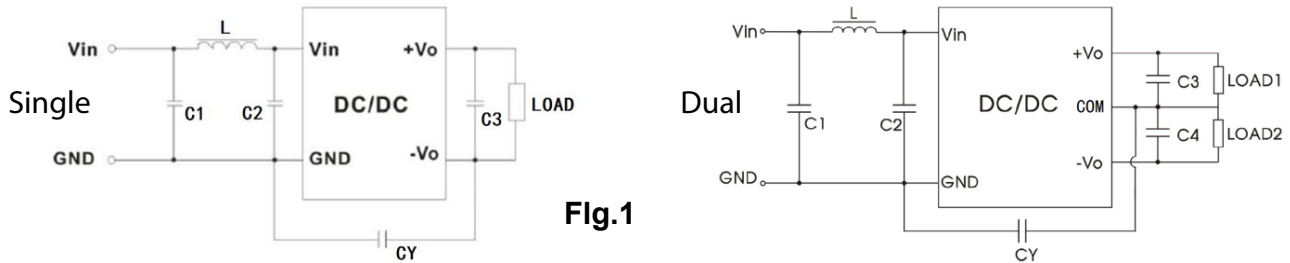 Single
Vin
L
C1
C2
Vin
+Vo
DC/DC
GND
-Vo
C3
LOAD
GND
CY
FIg.1
Dual
VIn
L
C1
C2
Vin
+Vo
DC/DC
COM
GND
-Vo
C3
LOAD1
C4
LOAD2
GND
CY